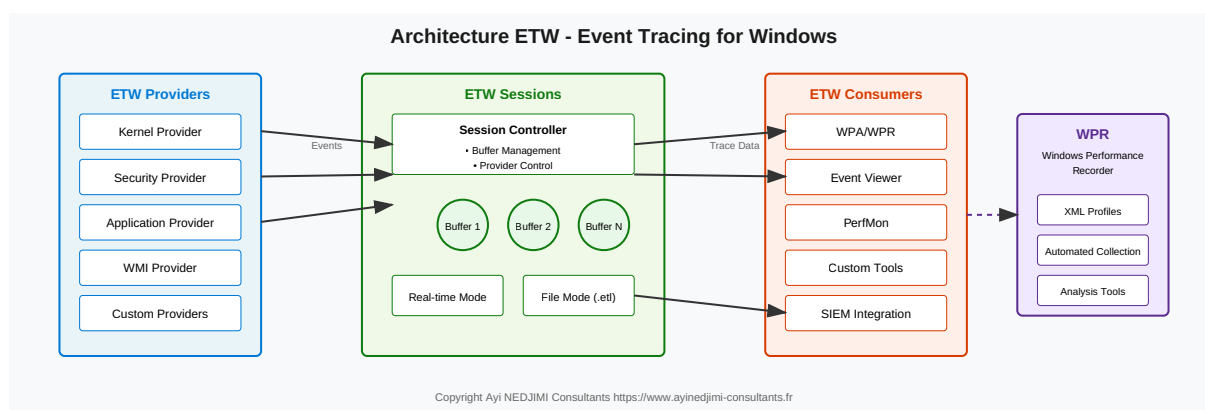 Architecture ETW - Event Tracing for Windows
ETW Providers
Kernel Provider
Security Provider
Application Provider
WMI Provider
Custom Providers
Events
ETW Sessions
Session Controller
• Buffer Management
• Provider Control
Buffer 1
Buffer 2
Buffer N
Real-time Mode
File Mode (.etl)
Trace Data
ETW Consumers
WPA/WPR
Event Viewer
PerfMon
Custom Tools
SIEM Integration
WPR
Windows Performance
Recorder
XML Profiles
Automated Collection
Analysis Tools
Copyright Ayi NEDJIMI Consultants https://www.ayinedjimi-consultants.fr